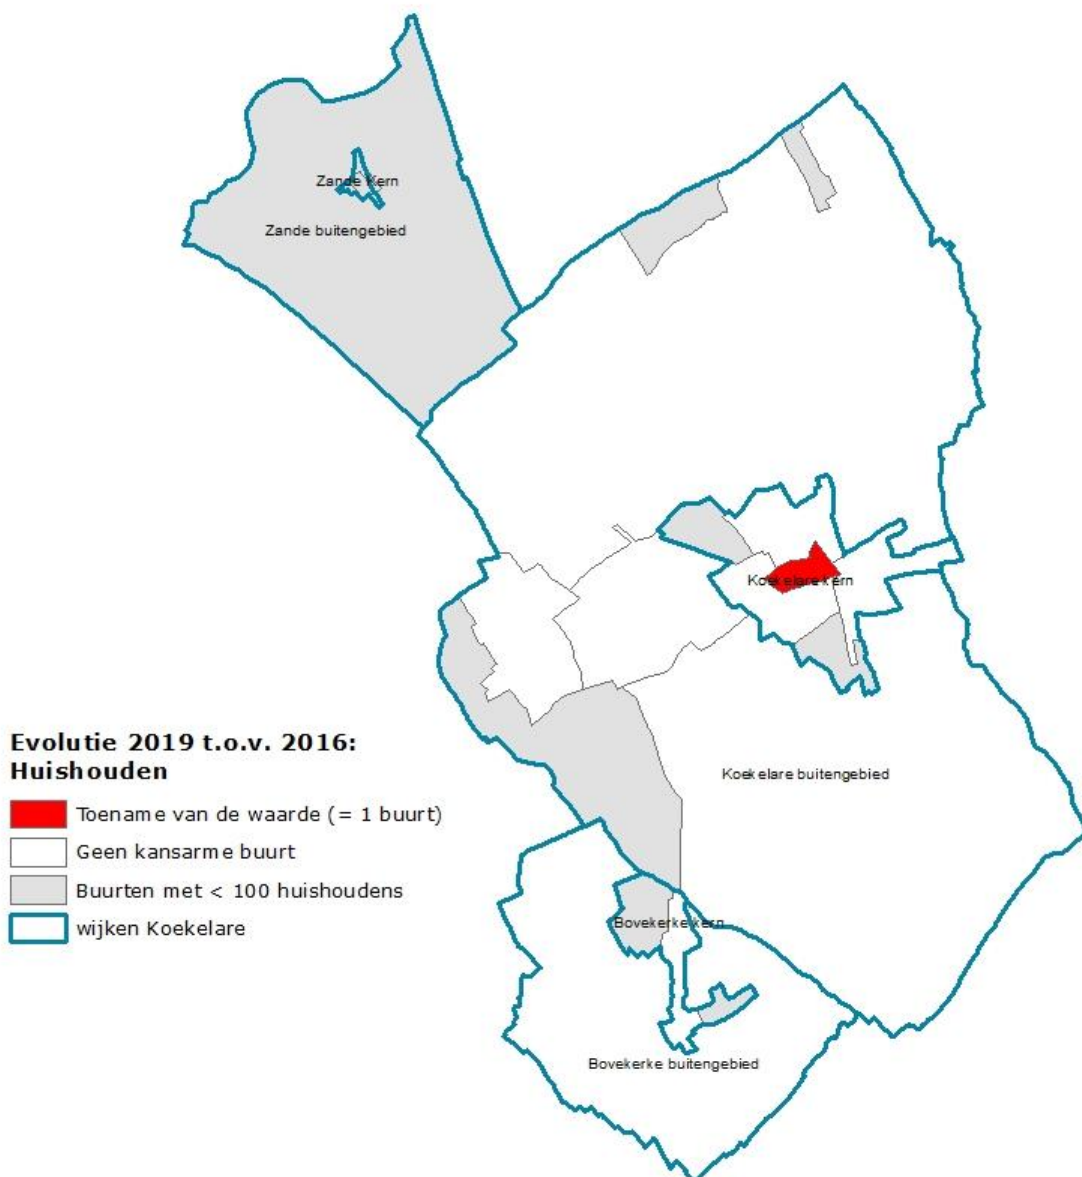 Zande Kern
Zande buitengebied
Koekelare kern
Evolutie 2019 t.o.v. 2016:
Huishouden
Toename van de waarde (= 1 buurt)
Geen kansarme buurt
Buurten met < 100 huishoudens
wijken Koekelare
Koekelare buitengebied
Bovekerke kern
Bovekerke buitengebied